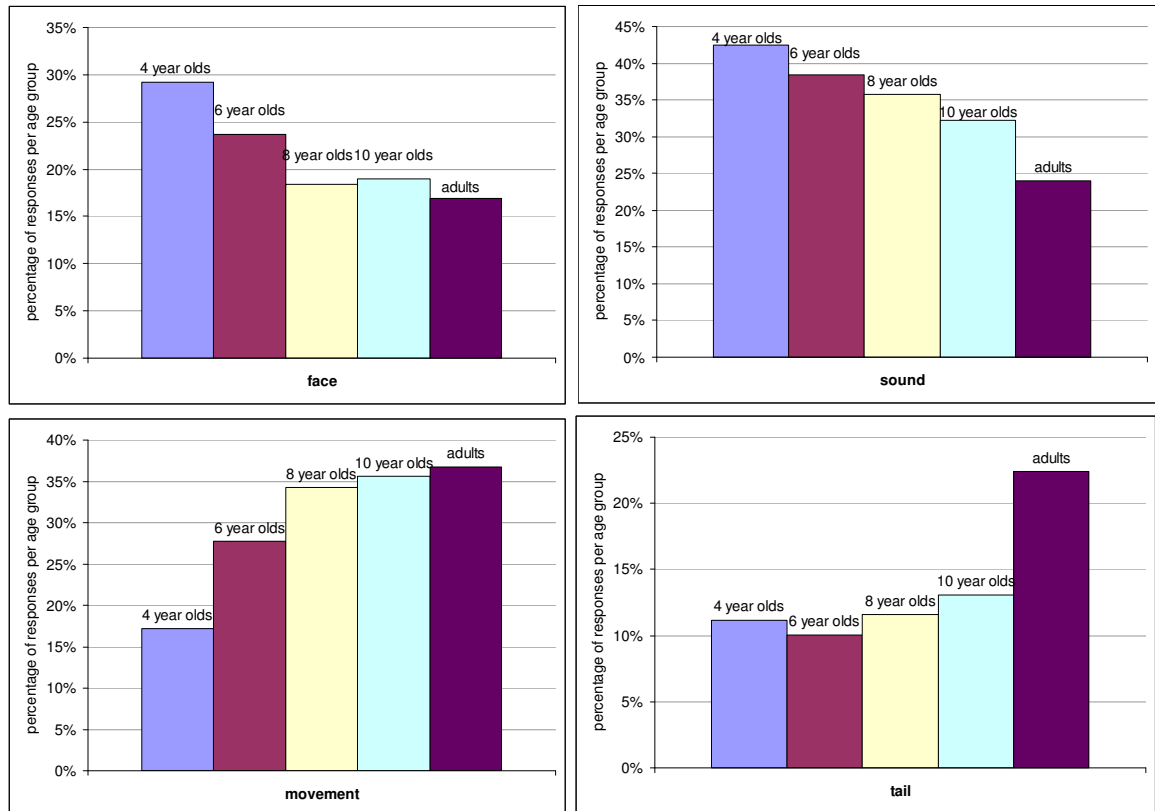 35%
30%
25%
20%
15%
10%
5%
0%
percentage of responses per age group
4 year olds
6 year olds
8 year olds
10 year olds
adults
face
45%
40%
35%
30%
25%
20%
15%
10%
5%
0%
percentage of responses per age group
4 year olds
6 year olds
8 year olds
10 year olds
adults
sound
40%
35%
30%
25%
20%
15%
10%
5%
0%
percentage of responses per age group
4 year olds
6 year olds
8 year olds
10 year olds
adults
movement
25%
20%
15%
10%
5%
0%
percentage of responses per age group
4 year olds
6 year olds
8 year olds
10 year olds
adults
tail